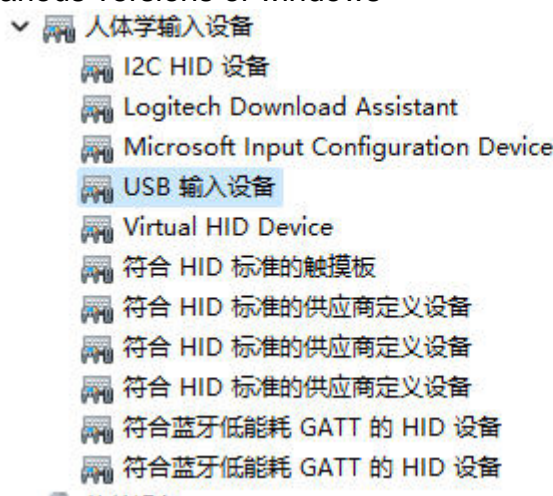 versions of windows
人体学输入设备
I2C HID 设备
Logitech Download Assistant
Microsoft Input Configuration Device
USB 输入设备
Virtual HID Device
符合 HID 标准的触摸板
符合 HID 标准的供应商定义设备
符合 HID 标准的供应商定义设备
符合 HID 标准的供应商定义设备
符合蓝牙低能耗 GATT 的 HID 设备
符合蓝牙低能耗 GATT 的 HID 设备